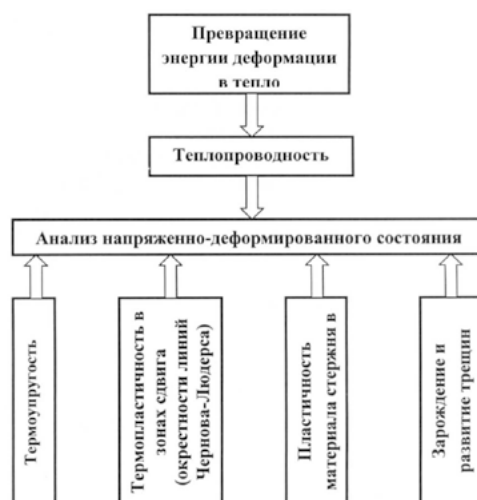 Превращение
энергии деформации
в тепло
Теплопроводность
Анализ напряженно-деформированного состояния
Термоупругость
Термопластичность в
зонах сдвига
(окрестности линий
Чернова-Людерса)
Пластичность
материала стержня в
Зарождение и
развитие трещин